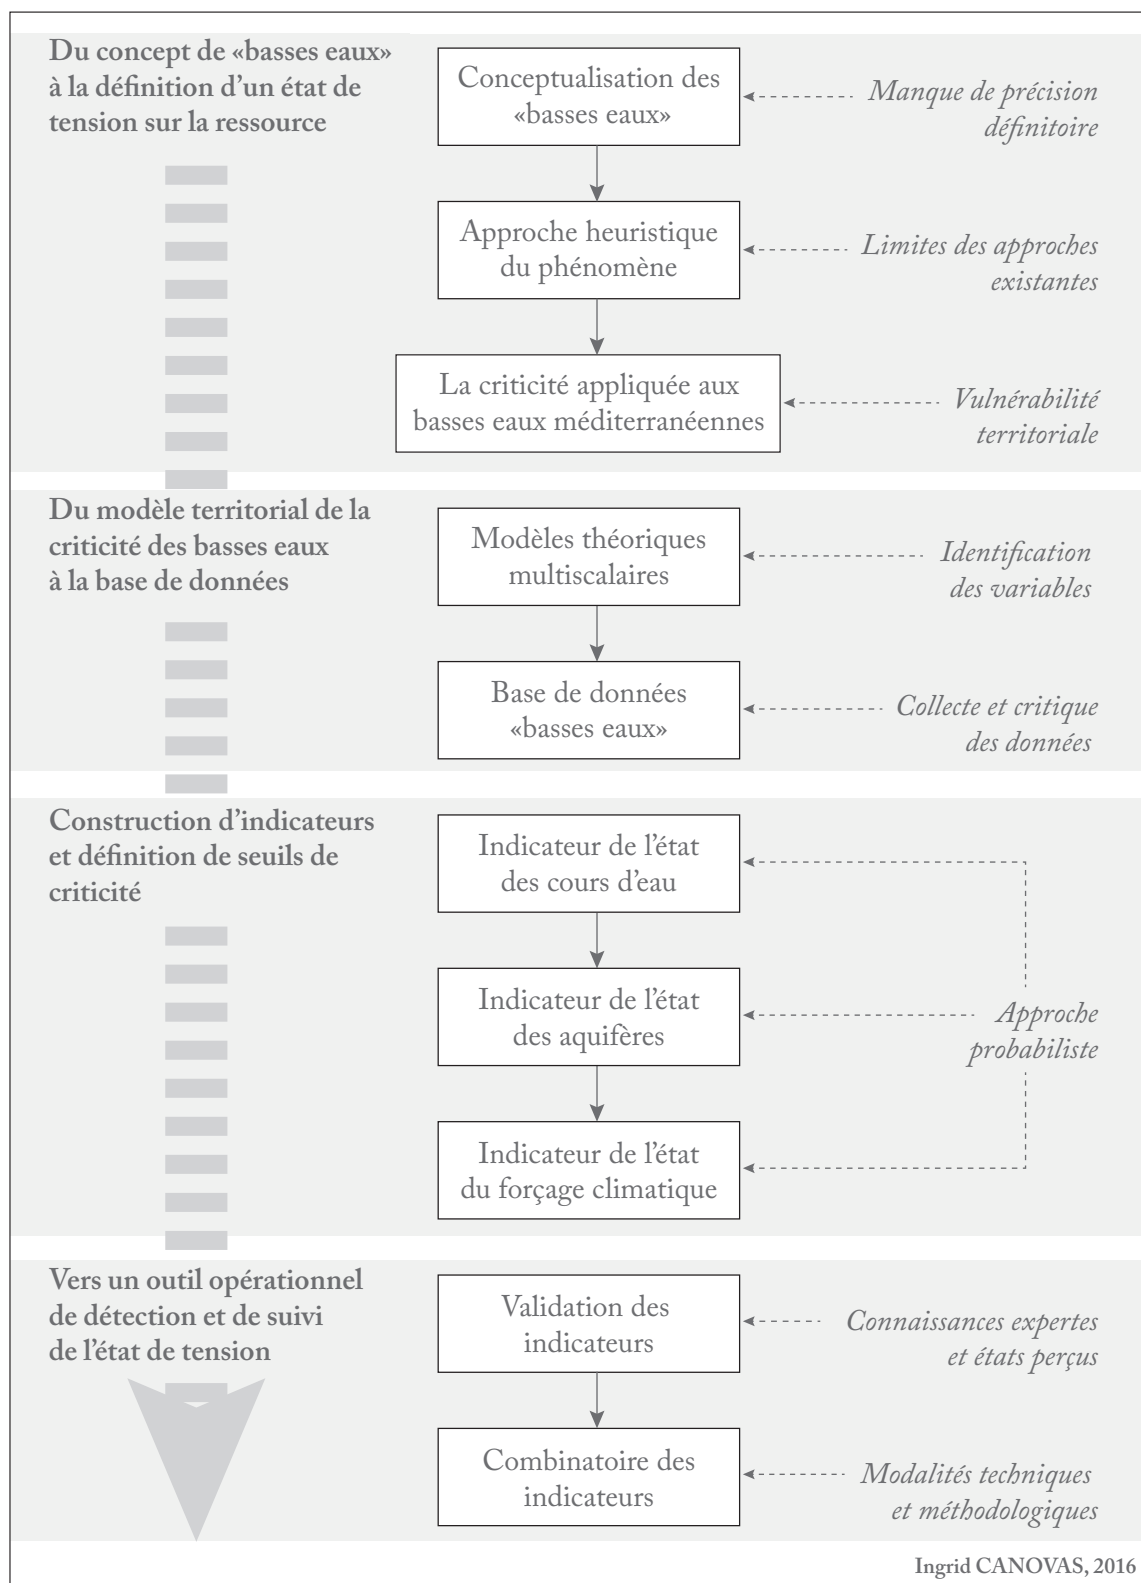 Du concept de «basses eaux»
à la définition d’un état de
tension sur la ressource
Conceptualisation des
«basses eaux»
Manque de précision
définitoire
Approche heuristique
du phénomène
Limites des approches
existantes
La criticité appliquée aux
basses eaux méditerranéennes
Vulnérabilité
territoriale
Du modèle territorial de la
criticité des basses eaux
à la base de données
Modèles théoriques
multiscalaires
Identification
des variables
Base de données
«basses eaux»
Collecte et critique
des données
Construction d’indicateurs
et définition de seuils de
criticité
Indicateur de l’état
des cours d’eau
Indicateur de l’état
des aquifères
Approche
probabiliste
Indicateur de l’état
du forçage climatique
Vers un outil opérationnel
de détection et de suivi
de l’état de tension
Validation des
indicateurs
Connaissances expertes
et états perçus
Combinatoire des
indicateurs
Modalités techniques
et méthodologiques
Ingrid CANOVAS, 2016